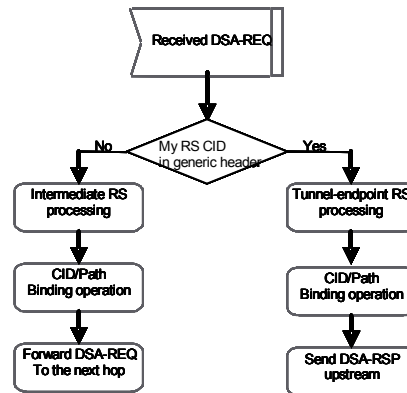 Received DSA-REQ
My RS CID
in generic header
No
Yes
Intermediate RS
processing
Tunnel-endpoint RS
processing
CID/Path
Binding operation
CID/Path
Binding operation
Forward DSA-REQ
To the next hop
Send DSA-RSP
upstream